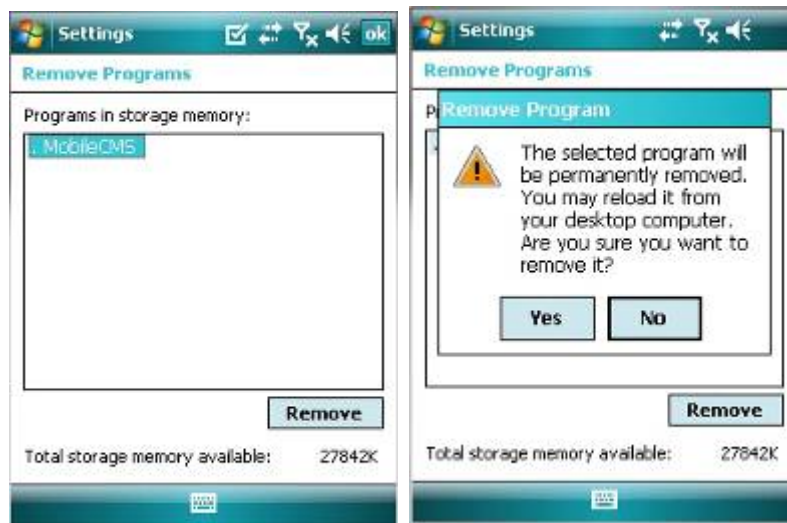 Settings
ok
Remove Programs
Programs in storage memory:
. MobileCMS
Remove
Total storage memory available: 27842K
Settings
Remove Programs
P
Remove Program
The selected program will
be permanently removed.
You may reload it from
your desktop computer.
Are you sure you want to
remove it?
Yes No
Remove
Total storage memory available: 27842K